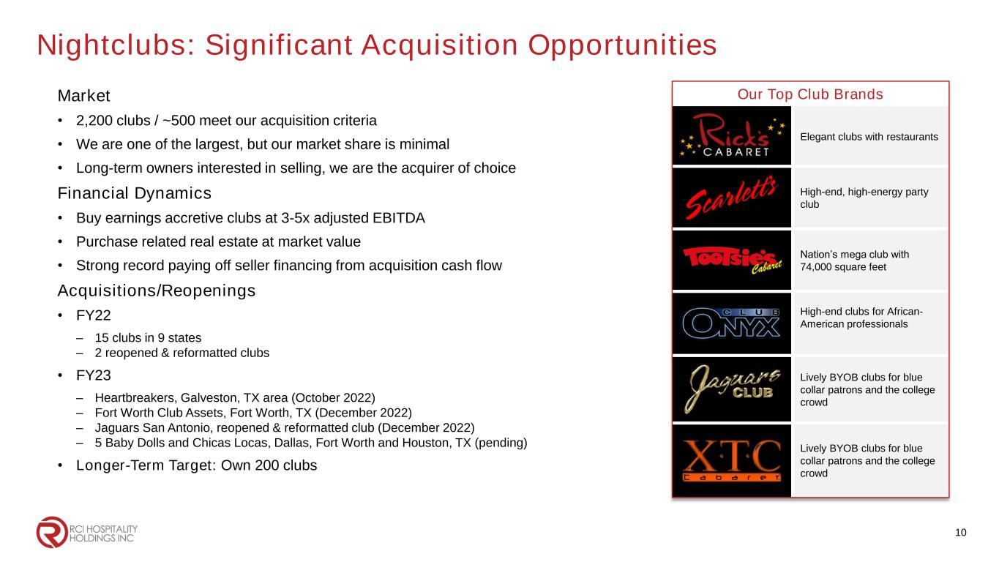 Nightclubs: Significant Acquisition Opportunities
Market
• 2,200 clubs / ~500 meet our acquisition criteria
• We are one of the largest, but our market share is minimal
• Long-term owners interested in selling, we are the acquirer of choice
Financial Dynamics
• Buy earnings accretive clubs at 3-5x adjusted EBITDA
• Purchase related real estate at market value
• Strong record paying off seller financing from acquisition cash flow
Acquisitions/Reopenings
• FY22
– 15 clubs in 9 states
– 2 reopened & reformatted clubs
• FY23
– Heartbreakers, Galveston, TX area (October 2022)
– Fort Worth Club Assets, Fort Worth, TX (December 2022)
– Jaguars San Antonio, reopened & reformatted club (December 2022)
– 5 Baby Dolls and Chicas Locas, Dallas, Fort Worth and Houston, TX (pending)
• Longer-Term Target: Own 200 clubs
Our Top Club Brands
Rick's
CABARET
Elegant clubs with restaurants
Scarlett's
High-end, high-energy party
club
Tootsie's
Cabaret
Nation’s mega club with
74,000 square feet
CLUB
ONYX
High-end clubs for African-
American professionals
Jaguars
CLUB
Lively BYOB clubs for blue
collar patrons and the college
crowd
X·T·C
Cabaret
Lively BYOB clubs for blue
collar patrons and the college
crowd
RCI HOSPITALITY
HOLDINGS INC
10